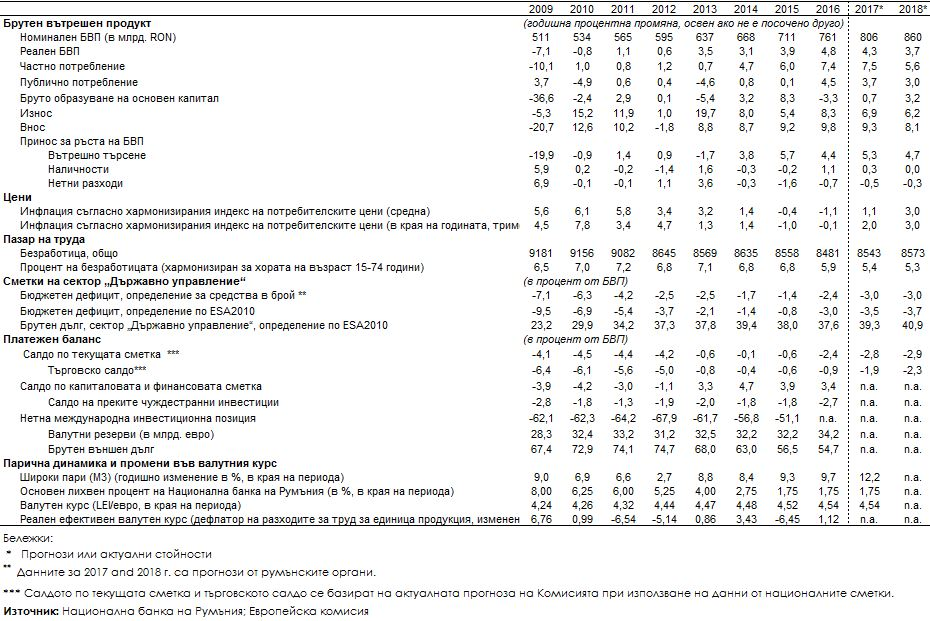 2009 2010 2011 2012 2013 2014 2015 2016 2017* 2018*
Брутен вътрешен продукт (годишна процентна промяна, освен ако не е посочено друго)
Номинален БВП (в млрд. RON) 511 534 565 595 637 668 711 761 806 860
Реален БВП -7,1 -0,8 1,1 0,6 3,5 3,1 3,9 4,8 4,3 3,7
Частно потребление -10,1 1,0 0,8 1,2 0,7 4,7 6,0 7,4 7,5 5,6
Публично потребление 3,7 -4,9 0,6 0,4 -4,6 0,8 0,1 4,5 3,7 3,0
Бруто образуване на основен капитал -36,6 -2,4 2,9 0,1 -5,4 3,2 8,3 -3,3 0,7 3,2
Износ -5,3 15,2 11,9 1,0 19,7 8,0 5,4 8,3 6,9 6,2
Внос -20,7 12,6 10,2 -1,8 8,8 8,7 9,2 9,8 9,3 8,1
Принос за ръста на БВП
Вътрешно търсене -19,9 -0,9 1,4 0,9 -1,7 3,8 5,7 4,4 5,3 4,7
Наличности 5,9 0,2 -0,2 -1,4 1,6 -0,3 -0,2 1,1 0,3 0,0
Нетни разходи 6,9 -0,1 -0,1 1,1 3,6 -0,3 -1,6 -0,7 -0,5 -0,3
Цени
Инфлация съгласно хармонизирания индекс на потребителските цени (средна) 5,6 6,1 5,8 3,4 3,2 1,4 -0,4 -1,1 1,1 3,0
Инфлация съгласно хармонизирания индекс на потребителските цени (в края на годината, трим 4,5 7,8 3,4 4,7 1,3 1,4 -1,0 -0,1 2,0 3,0
Пазар на труда
Безработица, общо 9181 9156 9082 8645 8569 8635 8558 8481 8543 8573
Процент на безработицата (хармонизиран за хората на възраст 15-74 години) 6,5 7,0 7,2 6,8 7,1 6,8 6,8 5,9 5,4 5,3
Сметки на сектор „Държавно управление“ (в процент от БВП)
Бюджетен дефицит, определение за средства в брой ** -7,1 -6,3 -4,2 -2,5 -2,5 -1,7 -1,4 -2,4 -3,0 -3,0
Бюджетен дефицит, определение по ESA2010 -9,5 -6,9 -5,4 -3,7 -2,1 -1,4 -0,8 -3,0 -3,5 -3,7
Брутен дълг, сектор „Държавно управление“, определение по ESA2010 23,2 29,9 34,2 37,3 37,8 39,4 38,0 37,6 39,3 40,9
Платежен баланс (в процент от БВП)
Салдо по текущата сметка *** -4,1 -4,5 -4,4 -4,2 -0,6 -0,1 -0,6 -2,4 -2,8 -2,9
Търговско салдо*** -6,4 -6,1 -5,6 -5,0 -0,8 -0,4 -0,6 -0,9 -1,9 -2,3
Салдо по капиталовата и финансовата сметка -3,9 -4,2 -3,0 -1,1 3,3 4,7 3,9 3,4 n.a. n.a.
Салдо на преките чуждестранни инвестиции -2,8 -1,8 -1,3 -1,9 -2,0 -1,8 -1,8 -2,7 n.a. n.a.
Нетна международна инвестиционна позиция -62,1 -62,3 -64,2 -67,9 -61,7 -56,8 -51,1 n.a. n.a. n.a.
Валутни резерви (в млрд. евро) 28,3 32,4 33,2 31,2 32,5 32,2 32,2 34,2 n.a. n.a.
Брутен външен дълг 67,4 72,9 74,1 74,7 68,0 63,0 56,5 54,7 n.a. n.a.
Парична динамика и промени във валутния курс
Широки пари (М3) (годишно изменение в %, в края на периода) 9,0 6,9 6,6 2,7 8,8 8,4 9,3 9,7 12,2 n.a.
Основен лихвен процент на Национална банка на Румъния (в %, в края на периода) 8,00 6,25 6,00 5,25 4,00 2,75 1,75 1,75 1,75 n.a.
Валутен курс (LEI/евро, в края на периода) 4,24 4,26 4,32 4,44 4,47 4,48 4,52 4,54 4,54 n.a.
Реален ефективен валутен курс (дефлатор на разходите за труд за единица продукция, изменен 6,76 0,99 -6,54 -5,14 0,86 3,43 -6,45 1,12 n.a. n.a.
Бележки:
* Прогнози или актуални стойности
** Данните за 2017 and 2018 г. са прогнози от румънските органи.
*** Салдото по текущата сметка и търговското салдо се базират на актуалната прогноза на Комисията при използване на данни от националните сметки.
Източник: Национална банка на Румъния; Европейска комисия